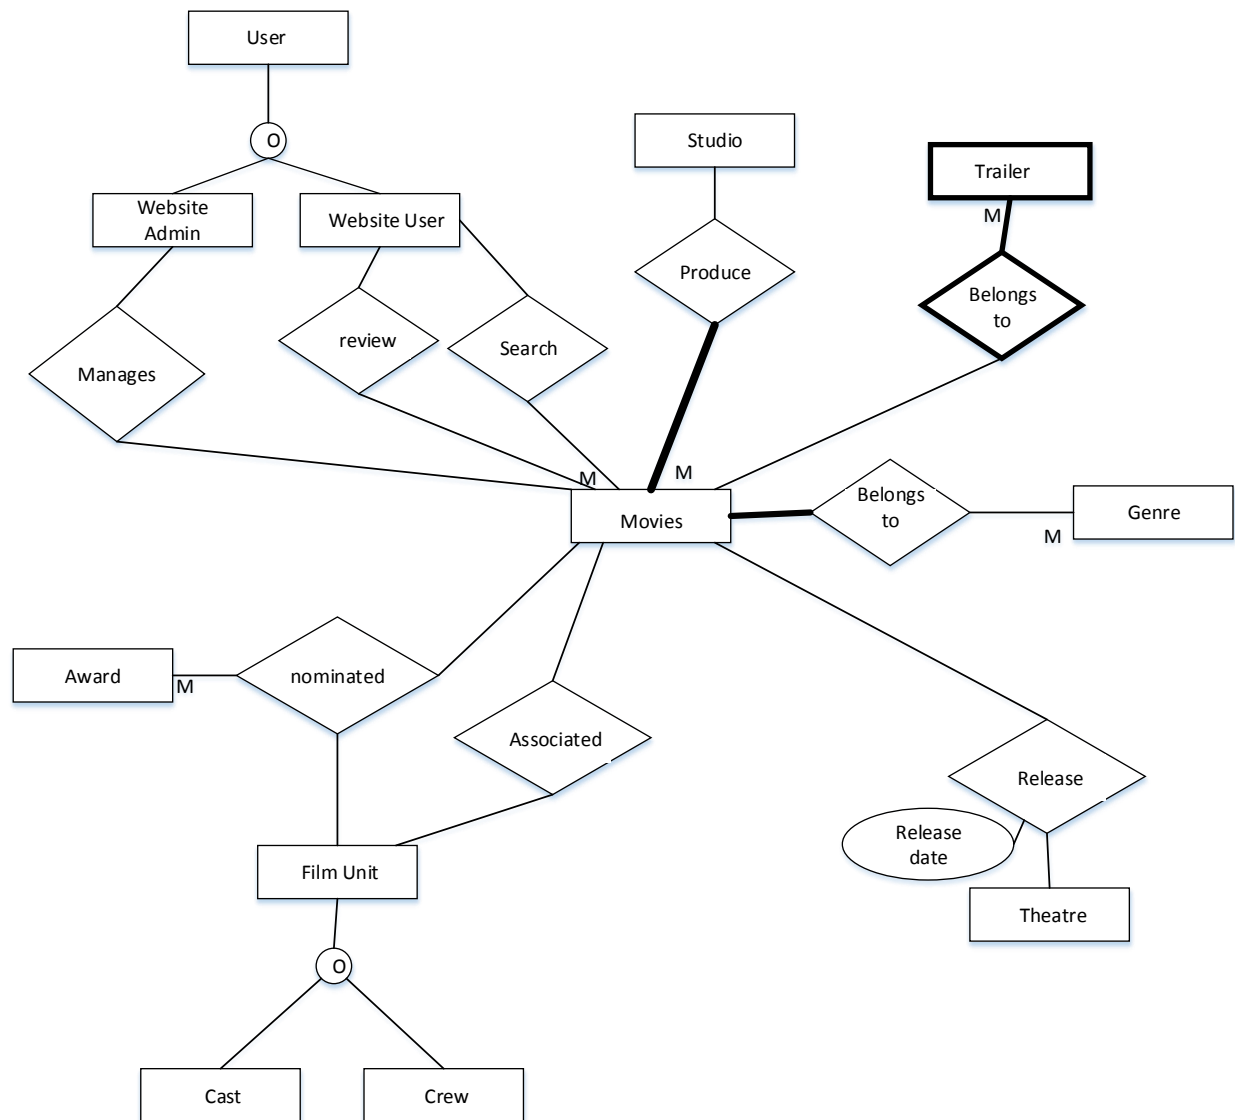 User
O
Website
Admin
Website User
Studio
Trailer
M
Produce
Belongs
to
review
Search
Manages
M
M
Movies
Belongs
to
Genre
M
Award
M
nominated
Associated
Release
Release
date
Film Unit
Theatre
O
Cast
Crew